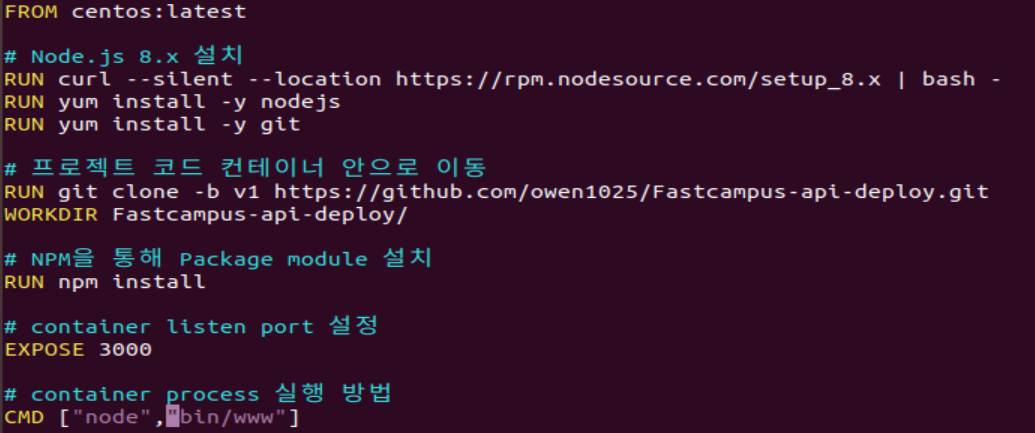 FROM centos:latest
# Node.js 8.x 설치
RUN curl --silent --location https://rpm.nodesource.com/setup_8.x | bash -
RUN yum install -y nodejs
RUN yum install -y git
# 프로젝트 코드 컨테이너 안으로 이동
RUN git clone -b v1 https://github.com/owen1025/Fastcampus-api-deploy.git
WORKDIR Fastcampus-api-deploy/
# NPM을 통해 Package module 설치
RUN npm install
# container listen port 설정
EXPOSE 3000
# container process 실행 방법
CMD ["node","bin/www"]